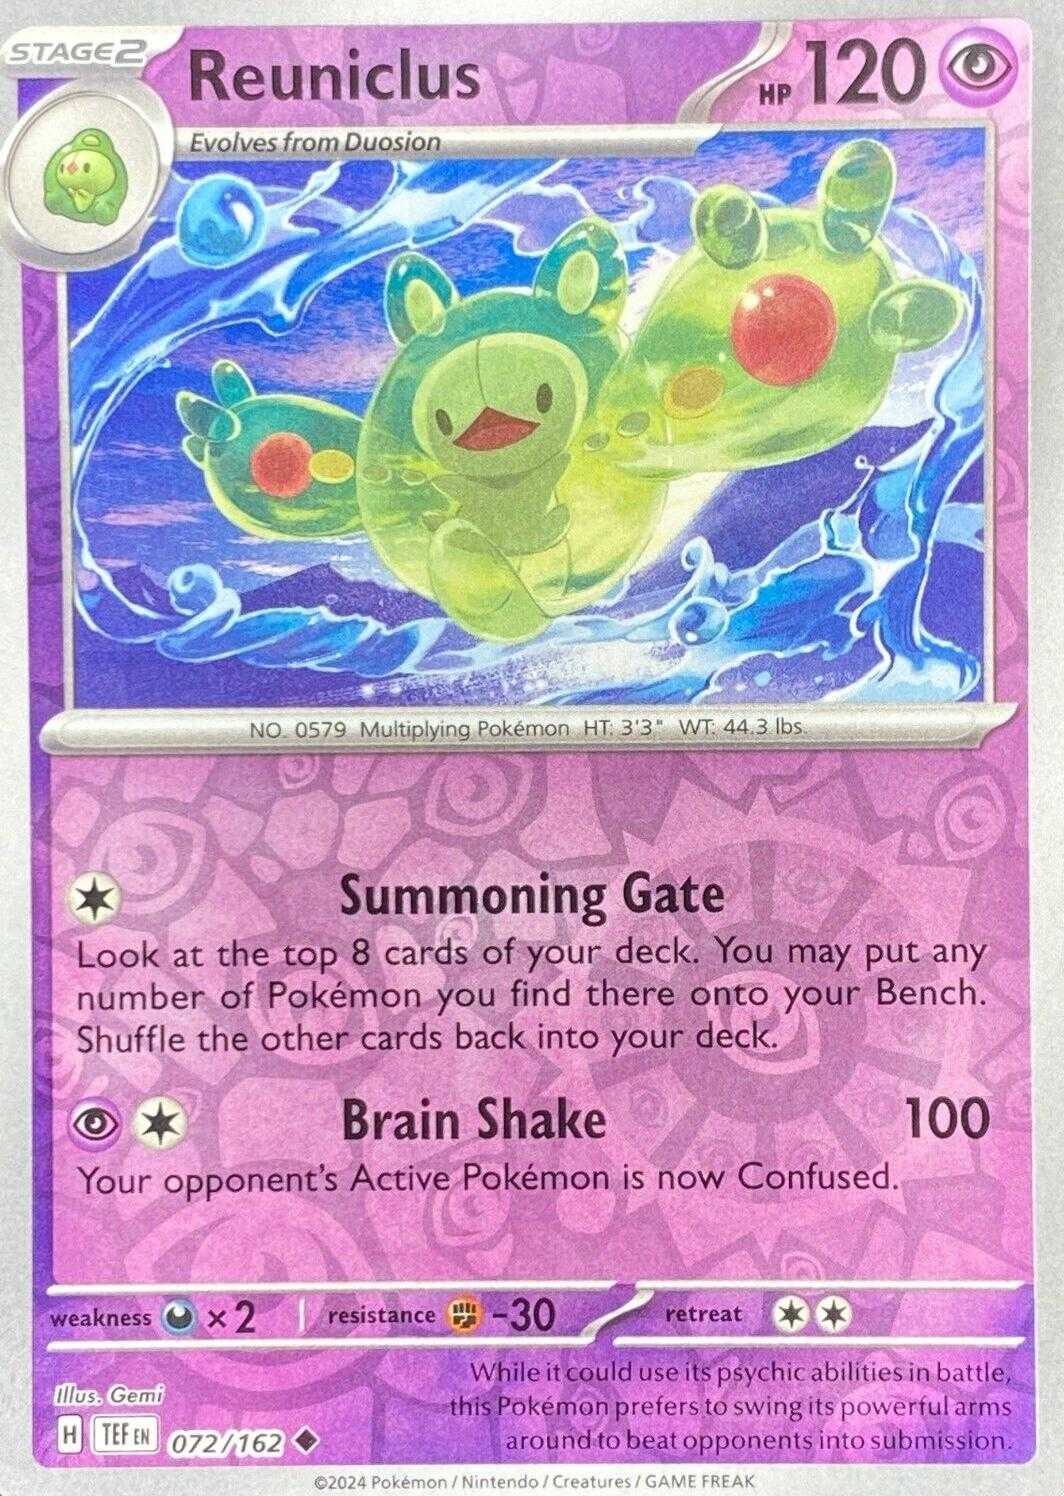 STAGE2
Reuniclus
HP 120
Evolves from Duosion
NO. 0579 Multiplying Pokémon HT: 3'3" WT: 44.3 lbs.
Summoning Gate
Look at the top 8 cards of your deck. You may put any
number of Pokémon you find there onto your Bench.
Shuffle the other cards back into your deck.
Brain Shake 100
Your opponent's Active Pokémon is now Confused.
weakness ×2 resistance -30 retreat
While it could use its psychic abilities in battle,
this Pokémon prefers to swing its powerful arms
around to beat opponents into submission.
Illus. Gemi
H TEF EN 072/162
©2024 Pokémon / Nintendo / Creatures / GAME FREAK